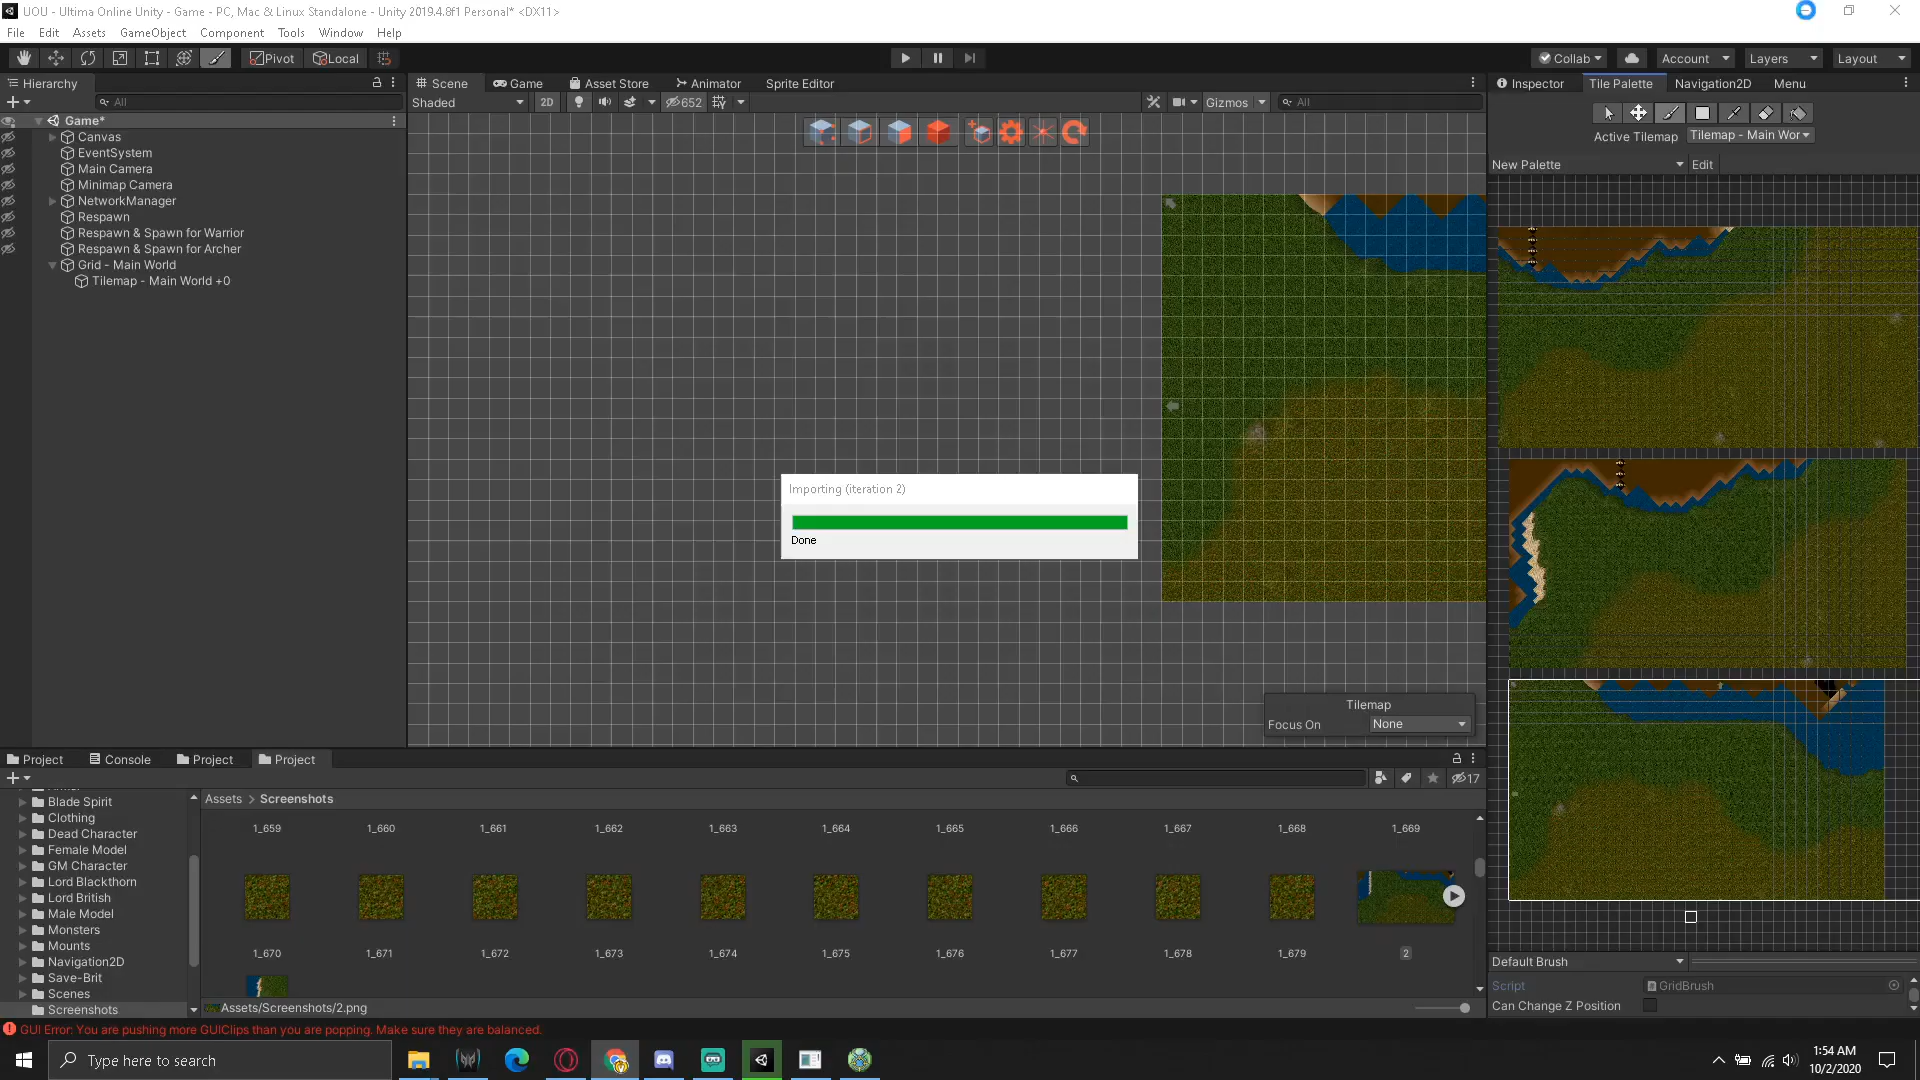 UOU - Ultima Online Unity - Game - PC, Mac & Linux Standalone - Unity 2019.4.8f1 Personal* <DX11>
File Edit Assets GameObject Component Tools Window Help
Pivot Local Collab Account Layers Layout
Hierarchy Scene Game Asset Store Animator Sprite Editor Inspector Tile Palette Navigation2D Menu
All Shaded 2D 652 Gizmos All
Game*
Canvas
EventSystem
Main Camera
Minimap Camera
NetworkManager
Respawn
Respawn & Spawn for Warrior
Respawn & Spawn for Archer
Grid - Main World
Tilemap - Main World +0
Active Tilemap Tilemap - Main Wor
New Palette Edit
Importing (iteration 2)
Done
Tilemap
Focus On None
Project Console Project Project
17
Blade Spirit
Clothing
Dead Character
Female Model
GM Character
Lord Blackthorn
Lord British
Male Model
Monsters
Mounts
Navigation2D
Save-Brit
Scenes
Screenshots
Assets > Screenshots
1_659 1_660 1_661 1_662 1_663 1_664 1_665 1_666 1_667 1_668 1_669
1_670 1_671 1_672 1_673 1_674 1_675 1_676 1_677 1_678 1_679 2
Assets/Screenshots/2.png
Default Brush
Script GridBrush
Can Change Z Position
GUI Error: You are pushing more GUIClips than you are popping. Make sure they are balanced.
Type here to search
1:54 AM
10/2/2020